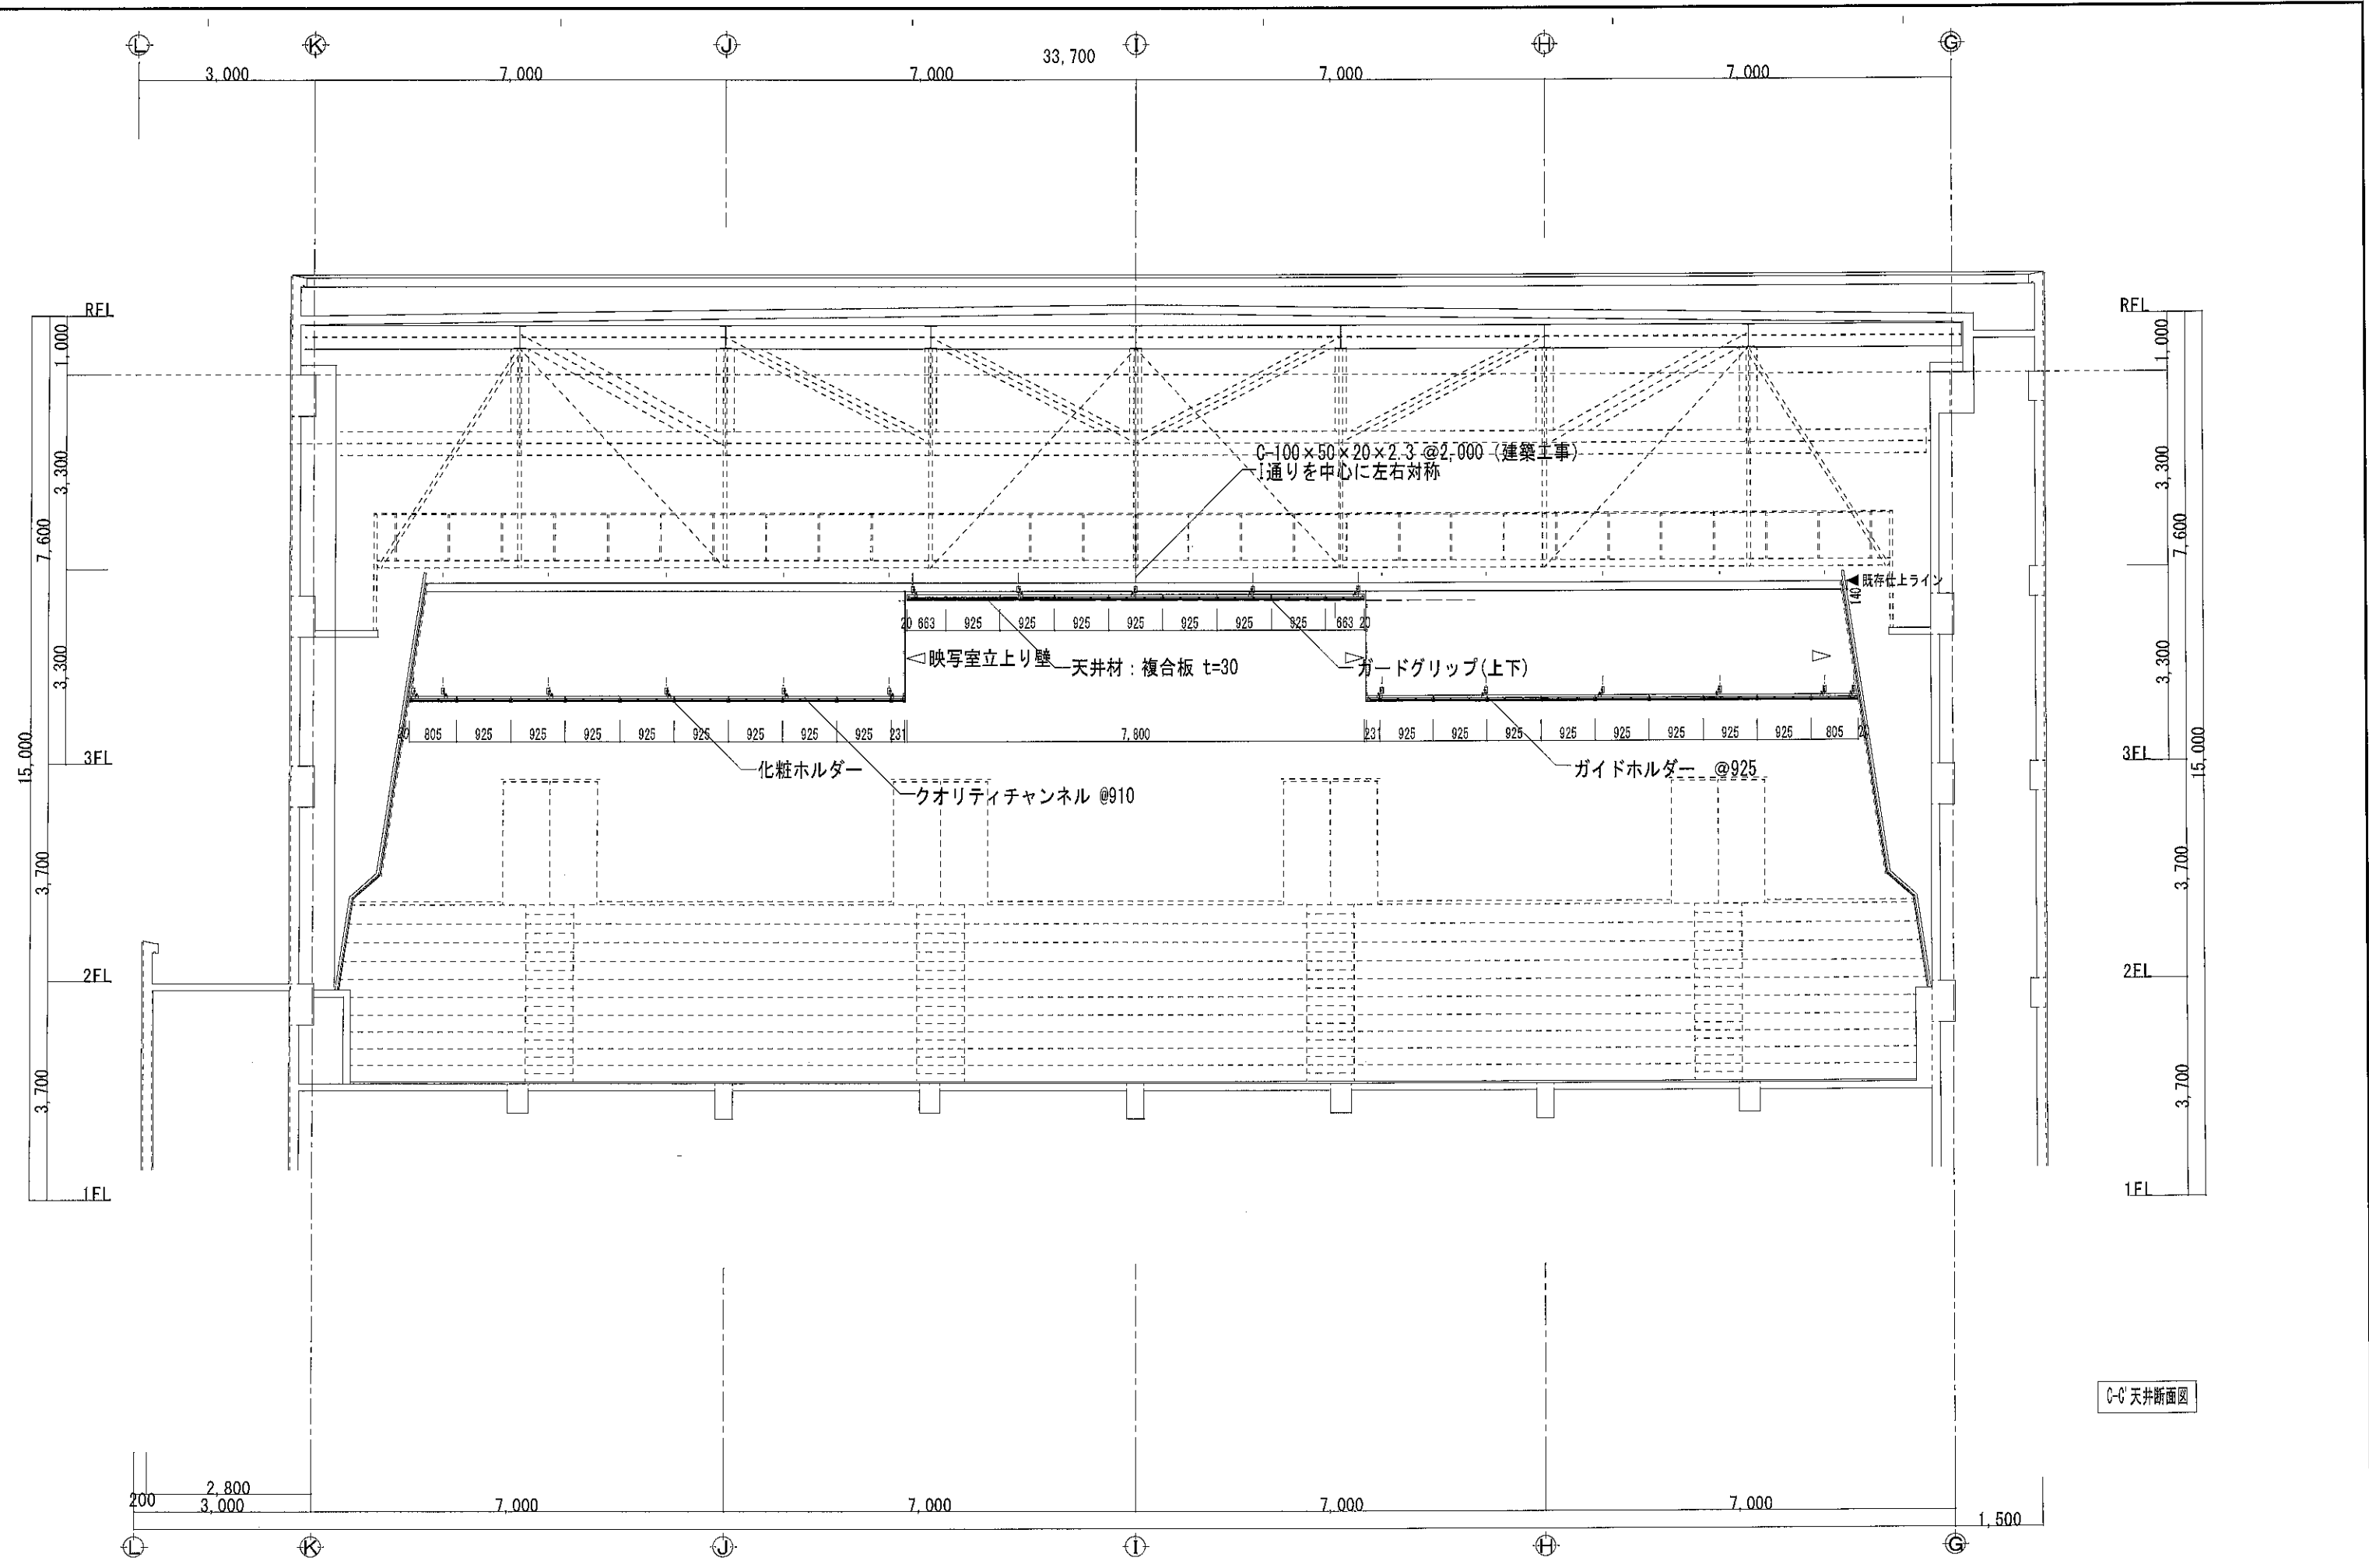 L K J I H G
33,700
3,000 7,000 7,000 7,000 7,000
RFL RFL
1,000 1,000
3,300 3,300
7,600 7,600
C-100×50×20×2.3 @2,000 (建築工事)
I通りを中心に左右対称
既存仕上ライン
140
20 663 925 925 925 925 925 925 925 663 20
映写室立上り壁
天井材：複合板 t=30
ガードグリップ(上下)
3,300 3,300
20 805 925 925 925 925 925 925 925 925 231 7,800 231 925 925 925 925 925 925 925 925 805 20
3FL 3FL
15,000 15,000
化粧ホルダー
ガイドホルダー @925
クオリティチャンネル @910
3,700 3,700
2FL 2FL
3,700 3,700
1FL 1FL
C-C' 天井断面図
2,800
200 3,000 7,000 7,000 7,000 7,000
1,500
L K J I H G